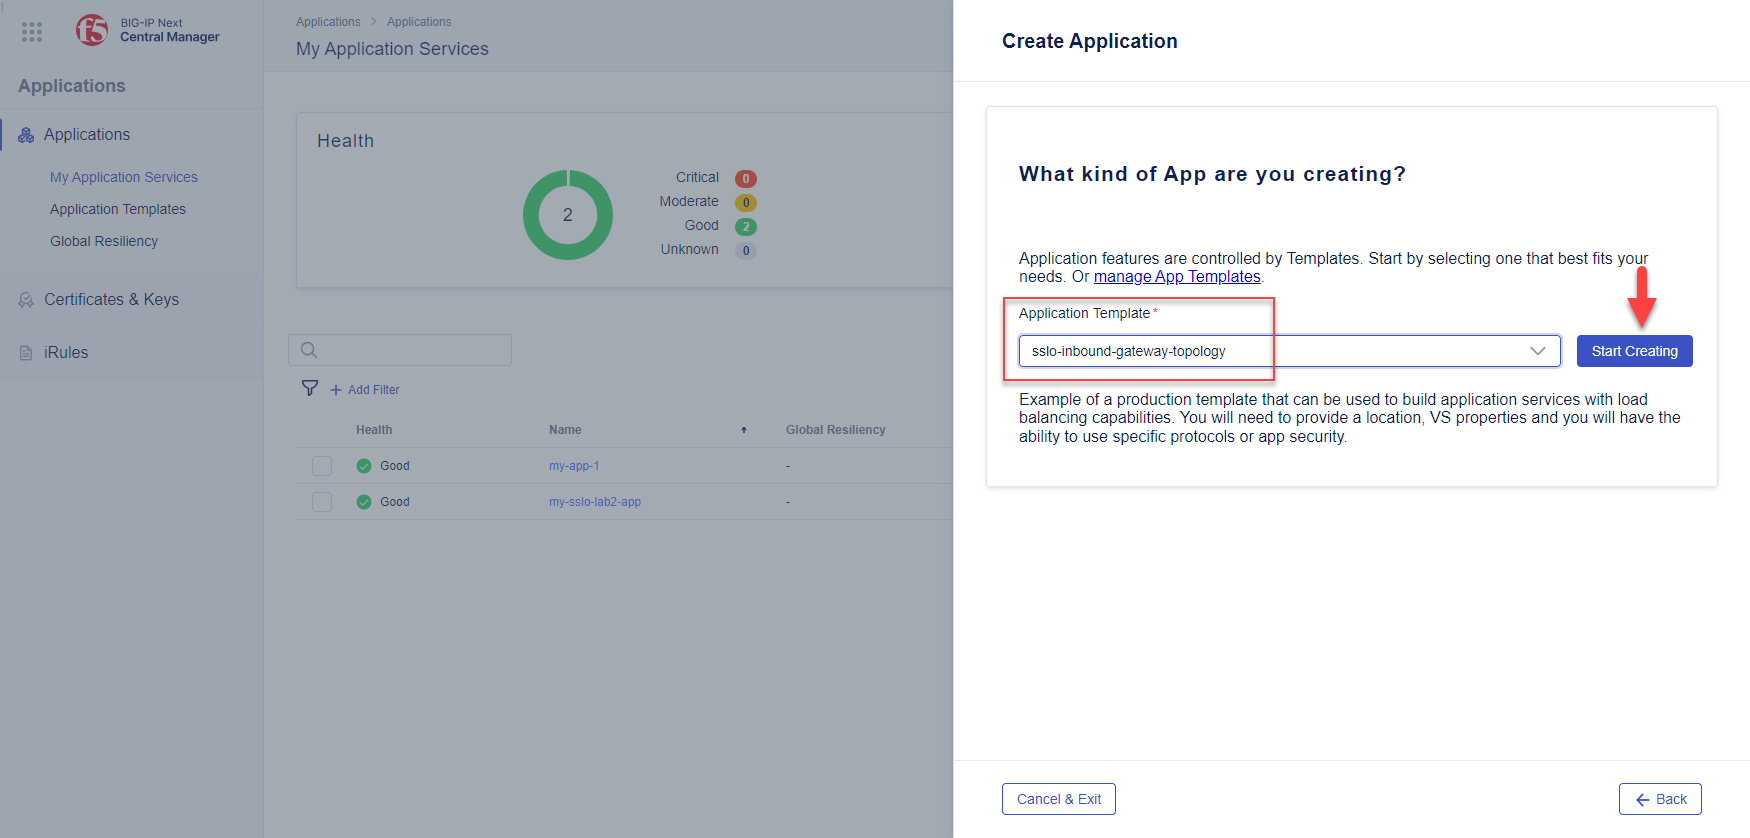 f5
BIG-IP Next
Central Manager
Applications
Applications
My Application Services
Application Templates
Global Resiliency
Certificates & Keys
iRules
Applications > Applications
My Application Services
Health
2
Critical 0
Moderate 0
Good 2
Unknown 0
+ Add Filter
Health Name Global Resiliency
Good my-app-1 -
Good my-sslo-lab2-app -
Create Application
What kind of App are you creating?
Application features are controlled by Templates. Start by selecting one that best fits your
needs. Or manage App Templates.
Application Template*
sslo-inbound-gateway-topology
Start Creating
Example of a production template that can be used to build application services with load
balancing capabilities. You will need to provide a location, VS properties and you will have the
ability to use specific protocols or app security.
Cancel & Exit
Back